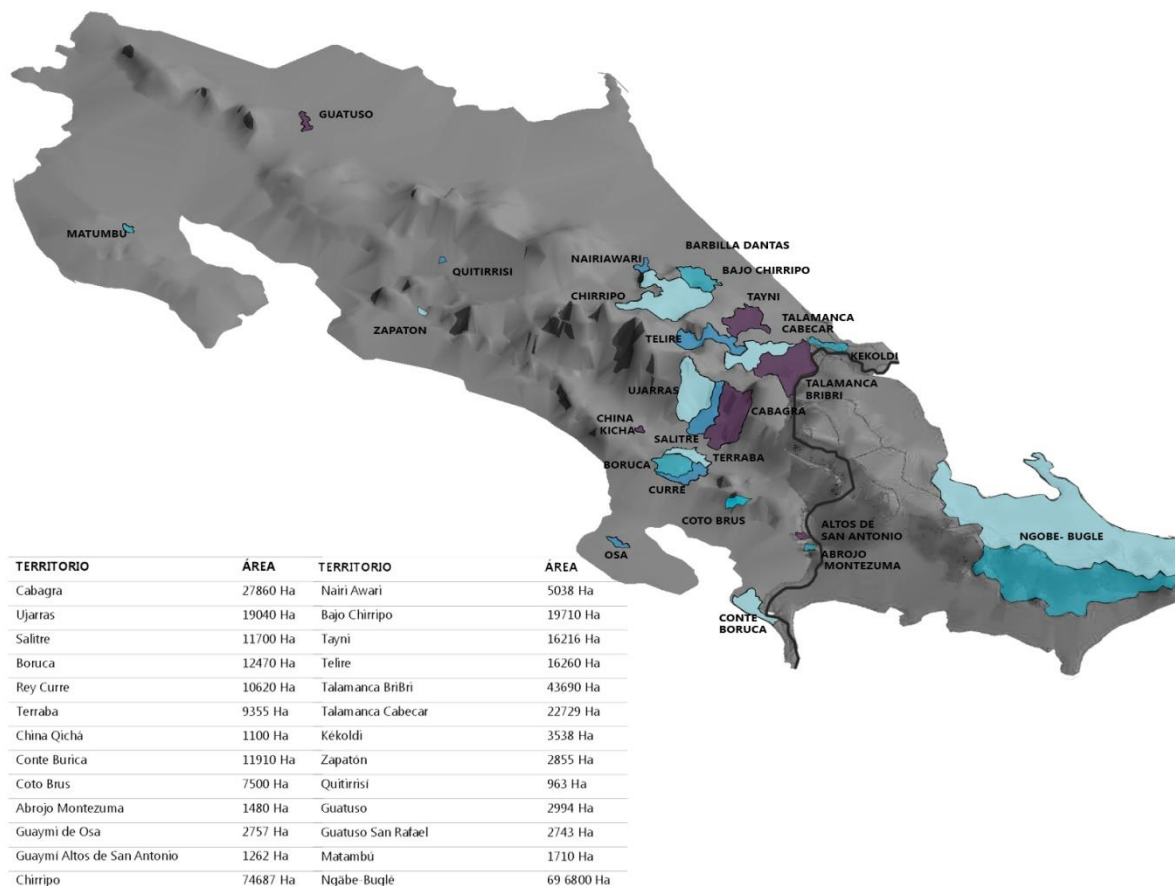 GUATUSO
MATUMBU
QUITIRRISI
ZAPATON
BARBILLA DANTAS
NAIRIAWARI
BAJO CHIRRIPO
CHIRRIPO
TAYNI
TALAMANCA
CABECAR
TELIRE
KEKOLDI
UJARRAS
TALAMANCA
BRIBRI
CABAGRA
CHINA
KICHA
SALITRE
TERRABA
BORUCA
CURRE
COTO BRUS
ALTOS DE
SAN ANTONIO
NGOBE- BUGLE
OSA
ABROJO
MONTEZUMA
CONTE
BORUCA
TERRITORIO ÁREA TERRITORIO ÁREA
Cabagra 27860 Ha Nairi Awari 5038 Ha
Ujarras 19040 Ha Bajo Chirripo 19710 Ha
Salitre 11700 Ha Tayni 16216 Ha
Boruca 12470 Ha Telire 16260 Ha
Rey Curre 10620 Ha Talamanca BriBri 43690 Ha
Terraba 9355 Ha Talamanca Cabecar 22729 Ha
China Qichá 1100 Ha Kékoldi 3538 Ha
Conte Burica 11910 Ha Zapatón 2855 Ha
Coto Brus 7500 Ha Quitirrisí 963 Ha
Abrojo Montezuma 1480 Ha Guatuso 2994 Ha
Guaymì de Osa 2757 Ha Guatuso San Rafael 2743 Ha
Guaymí Altos de San Antonio 1262 Ha Matambú 1710 Ha
Chirripo 74687 Ha Ngäbe-Buglé 69 6800 Ha